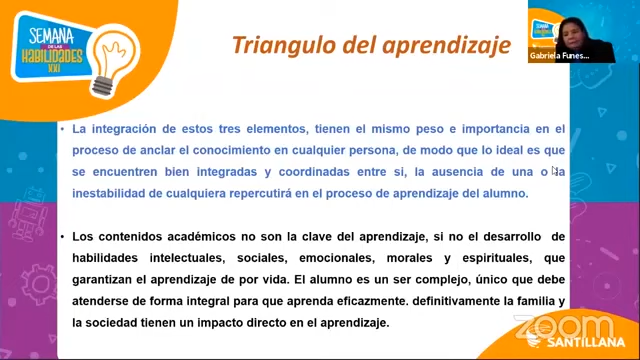 SEMANA
DE LAS
HABILIDADES
XXI
Triangulo del aprendizaje
Gabriela Funes...
• La integración de estos tres elementos, tienen el mismo peso e importancia en el
proceso de anclar el conocimiento en cualquier persona, de modo que lo ideal es que
se encuentren bien integradas y coordinadas entre si, la ausencia de una o la
inestabilidad de cualquiera repercutirá en el proceso de aprendizaje del alumno.
• Los contenidos académicos no son la clave del aprendizaje, si no el desarrollo de
habilidades intelectuales, sociales, emocionales, morales y espirituales, que
garantizan el aprendizaje de por vida. El alumno es un ser complejo, único que debe
atenderse de forma integral para que aprenda eficazmente. definitivamente la familia y
la sociedad tienen un impacto directo en el aprendizaje.
zoom
SANTILLANA